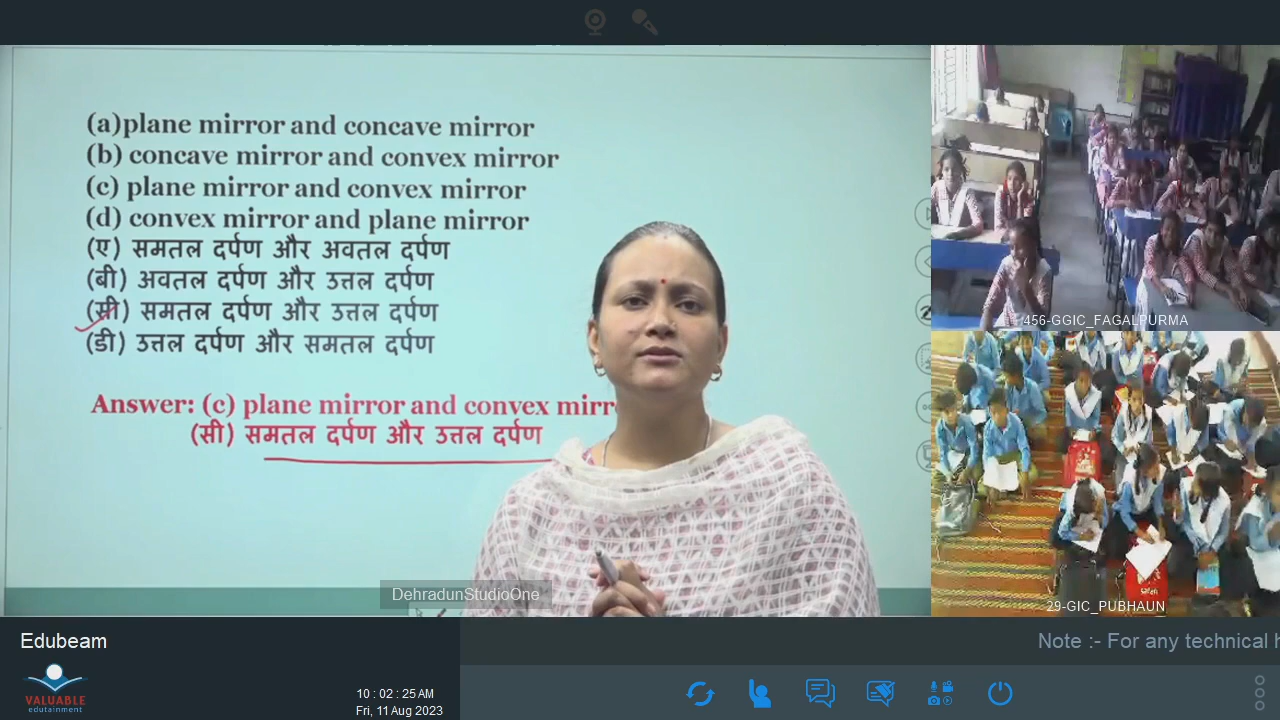 (a)plane mirror and concave mirror
(b) concave mirror and convex mirror
(c) plane mirror and convex mirror
(d) convex mirror and plane mirror
(ए) समतल दर्पण और अवतल दर्पण
(बी) अवतल दर्पण और उत्तल दर्पण
(सी) समतल दर्पण और उत्तल दर्पण
(डी) उत्तल दर्पण और समतल दर्पण
Answer: (c) plane mirror and convex mirr
(सी) समतल दर्पण और उत्तल दर्पण
DehradunStudioOne
456-GGIC_FAGALPURMA
29-GIC_PUBHAUN
Edubeam
Note :- For any technical
VALUABLE
edutainment
10 : 02 : 25 AM
Fri, 11 Aug 2023